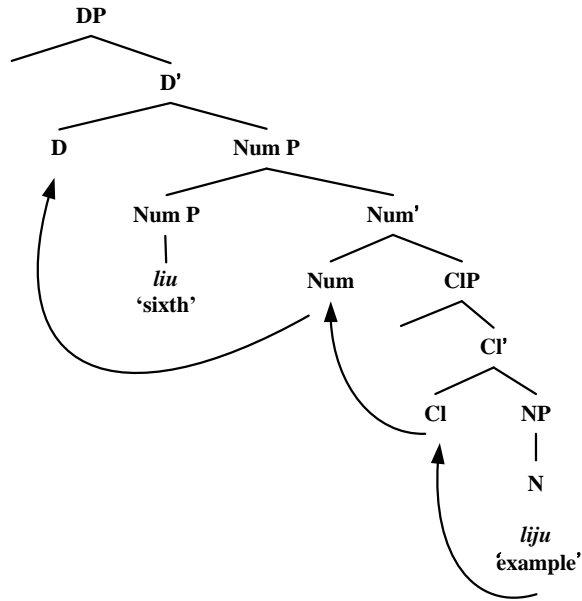 DP
D'
D Num P
Num P Num'
liu
‘sixth’
Num ClP
Cl'
Cl NP
N
liju
‘example’